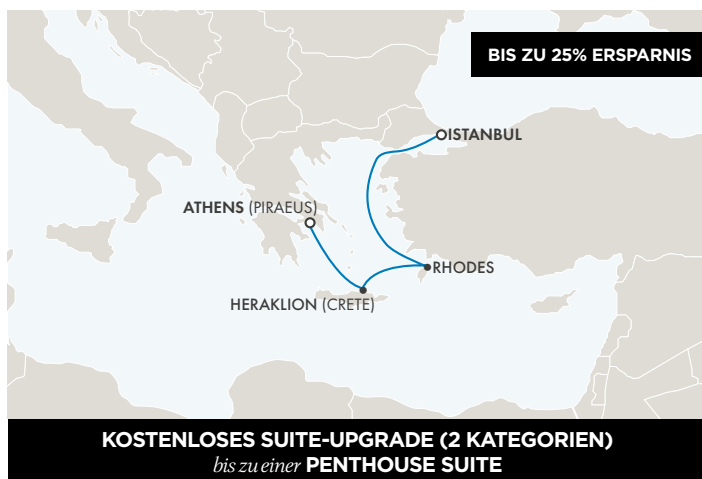 BIS ZU 25% ERSPARNIS
ISTANBUL
ATHENS (PIRAEUS)
RHODES
HERAKLION (CRETE)
KOSTENLOSES SUITE-UPGRADE (2 KATEGORIEN)
bis zu einer PENTHOUSE SUITE